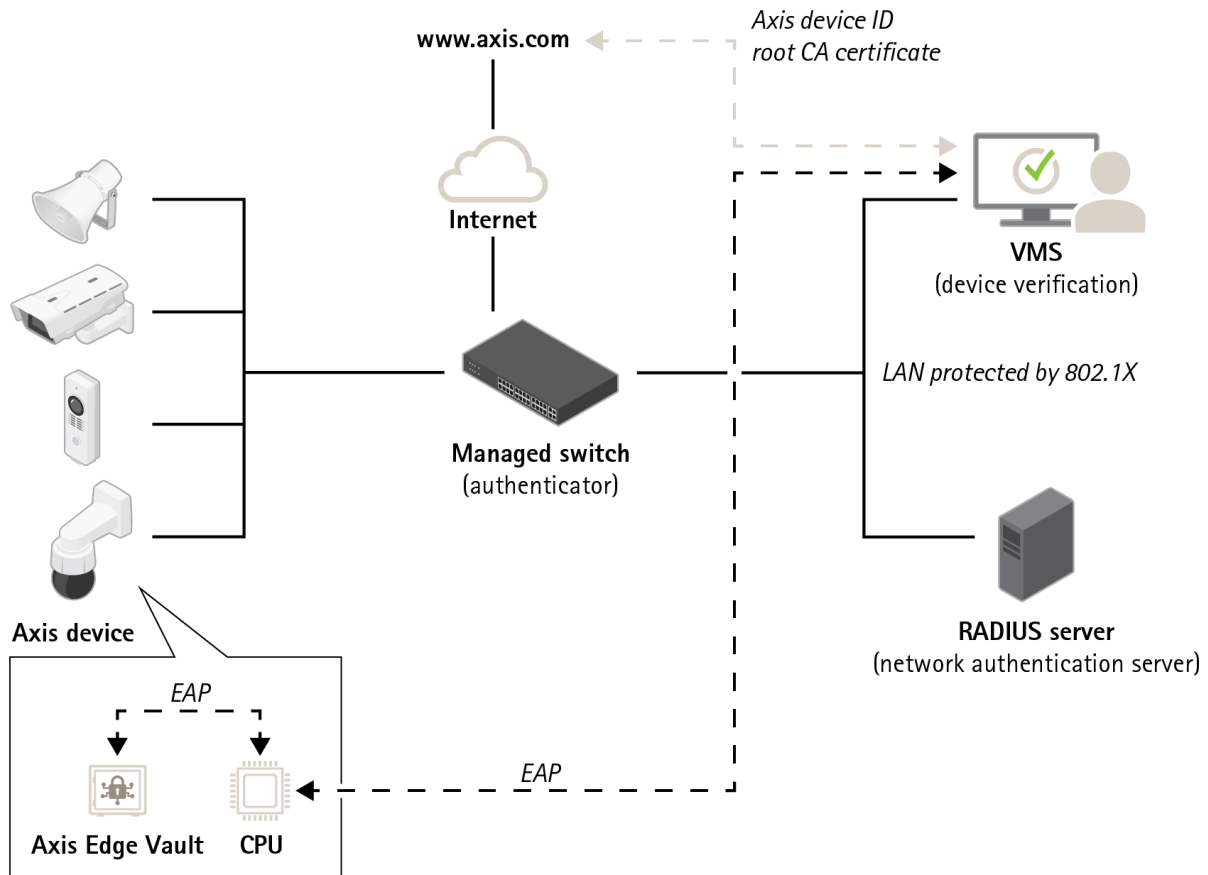 www.axis.com
Axis device ID
root CA certificate
Internet
VMS
(device verification)
LAN protected by 802.1X
Managed switch
(authenticator)
Axis device
RADIUS server
(network authentication server)
EAP
EAP
Axis Edge Vault
CPU